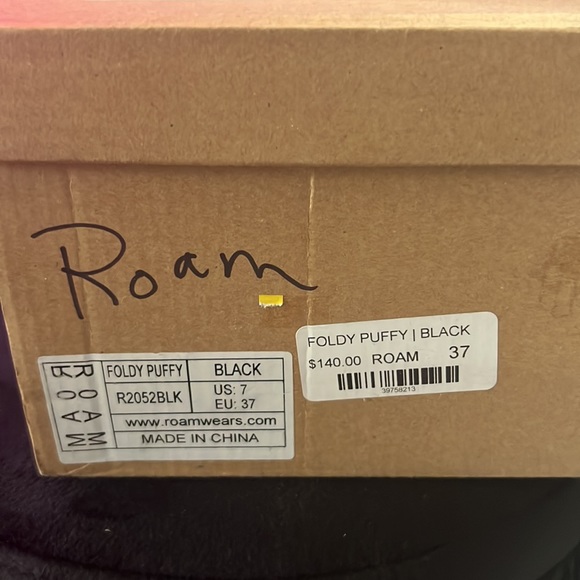 Roam
FOLDY PUFFY | BLACK
$140.00 ROAM 37
39758213
ROAM
ROAM
FOLDY PUFFY BLACK
R2052BLK US: 7
EU: 37
www.roamwears.com
MADE IN CHINA